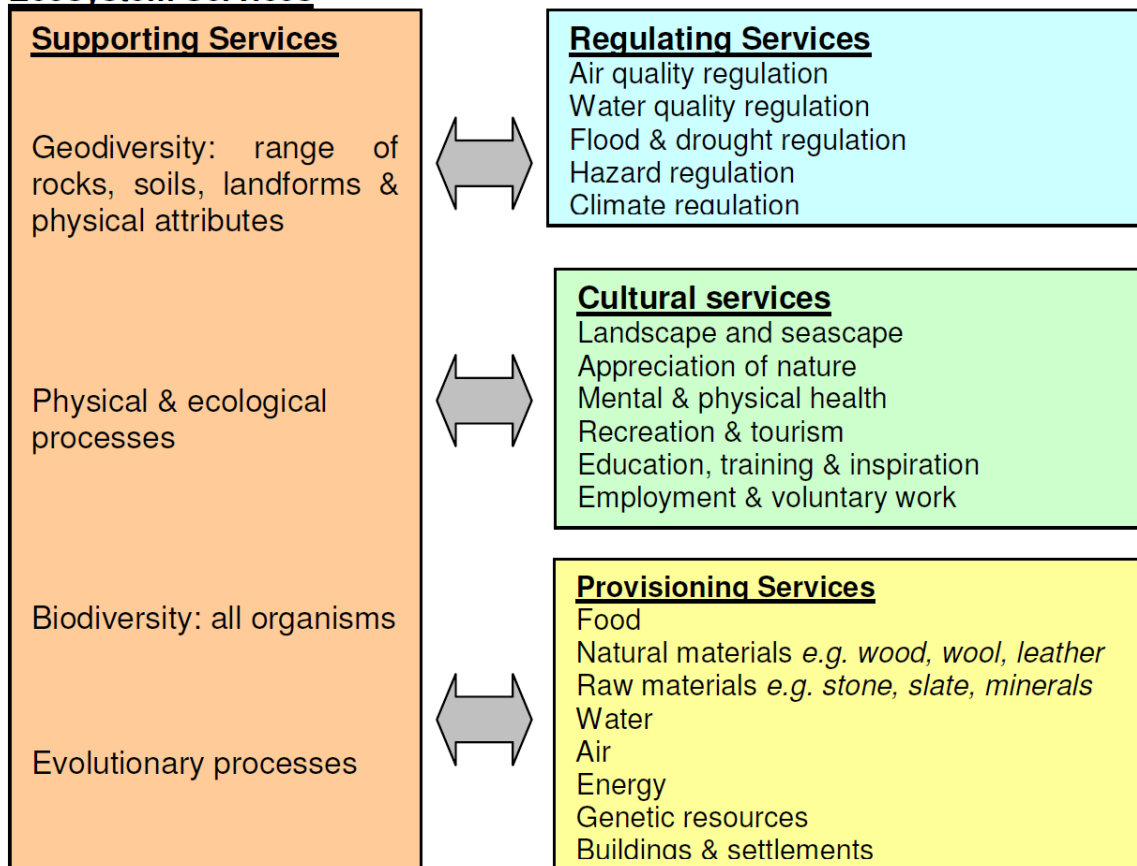 Ecosystem Services
Supporting Services
Geodiversity: range of
rocks, soils, landforms &
physical attributes
Physical & ecological
processes
Biodiversity: all organisms
Evolutionary processes
Regulating Services
Air quality regulation
Water quality regulation
Flood & drought regulation
Hazard regulation
Climate regulation
Cultural services
Landscape and seascape
Appreciation of nature
Mental & physical health
Recreation & tourism
Education, training & inspiration
Employment & voluntary work
Provisioning Services
Food
Natural materials e.g. wood, wool, leather
Raw materials e.g. stone, slate, minerals
Water
Air
Energy
Genetic resources
Buildings & settlements